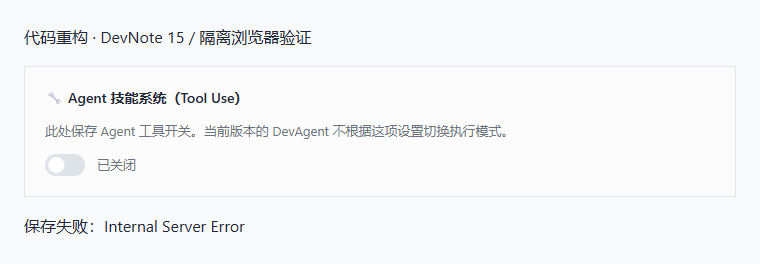 代码重构 · DevNote 15 / 隔离浏览器验证
🔧 Agent 技能系统（Tool Use）
此处保存 Agent 工具开关。当前版本的 DevAgent 不根据这项设置切换执行模式。
已关闭
保存失败：Internal Server Error